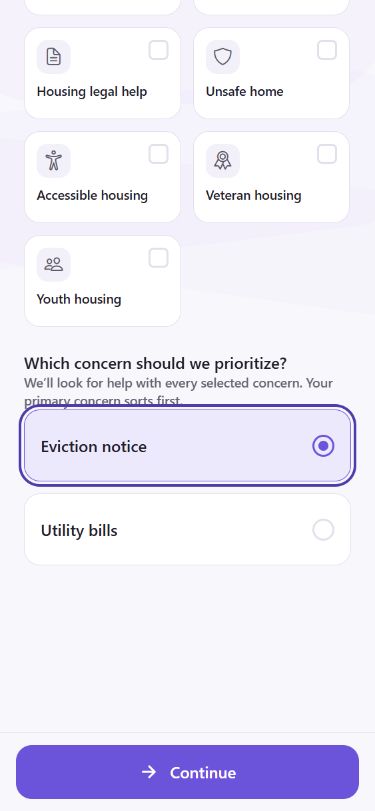 Housing legal help
Unsafe home
Accessible housing
Veteran housing
Youth housing
Which concern should we prioritize?
We'll look for help with every selected concern. Your
primary concern sorts first.
Eviction notice
Utility bills
Continue